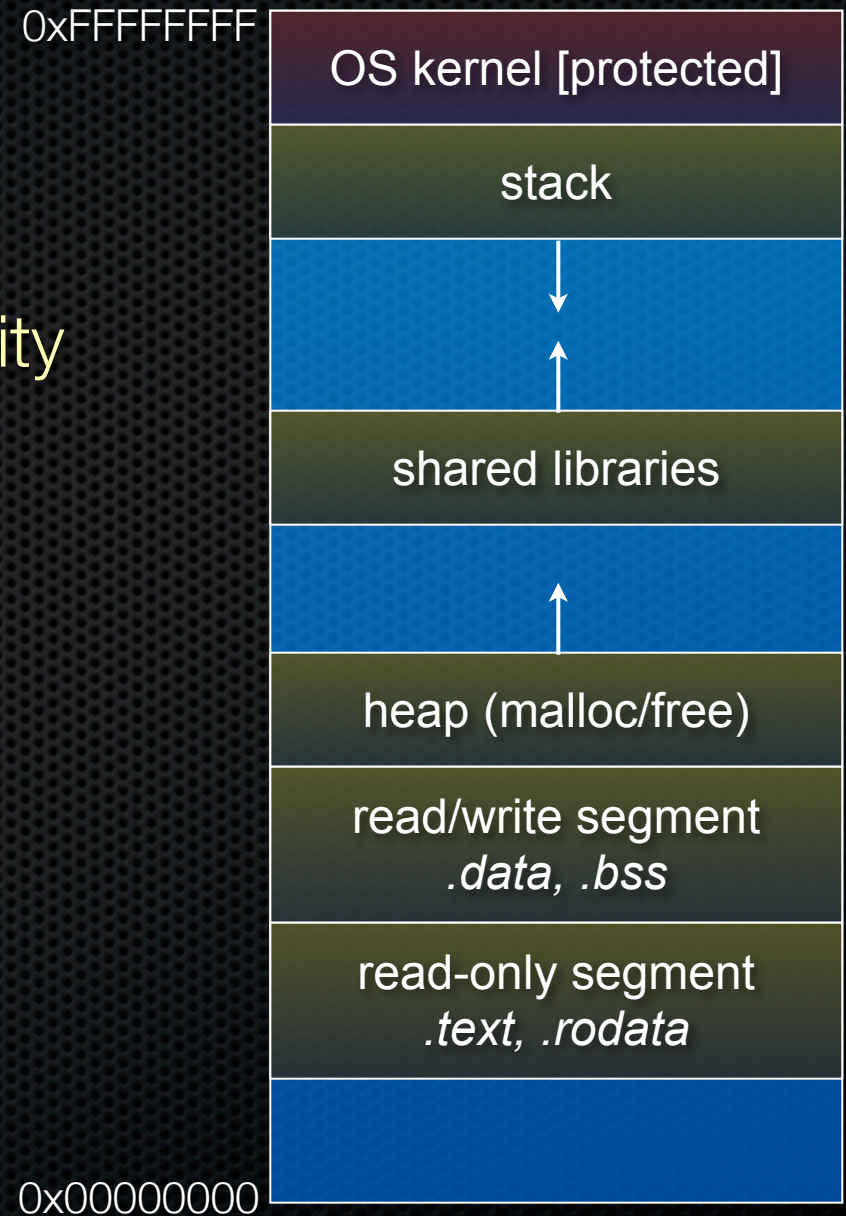 0xFFFFFFFF
OS kernel [protected]
stack
ity
shared libraries
heap (malloc/free)
read/write segment
.data, .bss
read-only segment
.text, .rodata
0x00000000